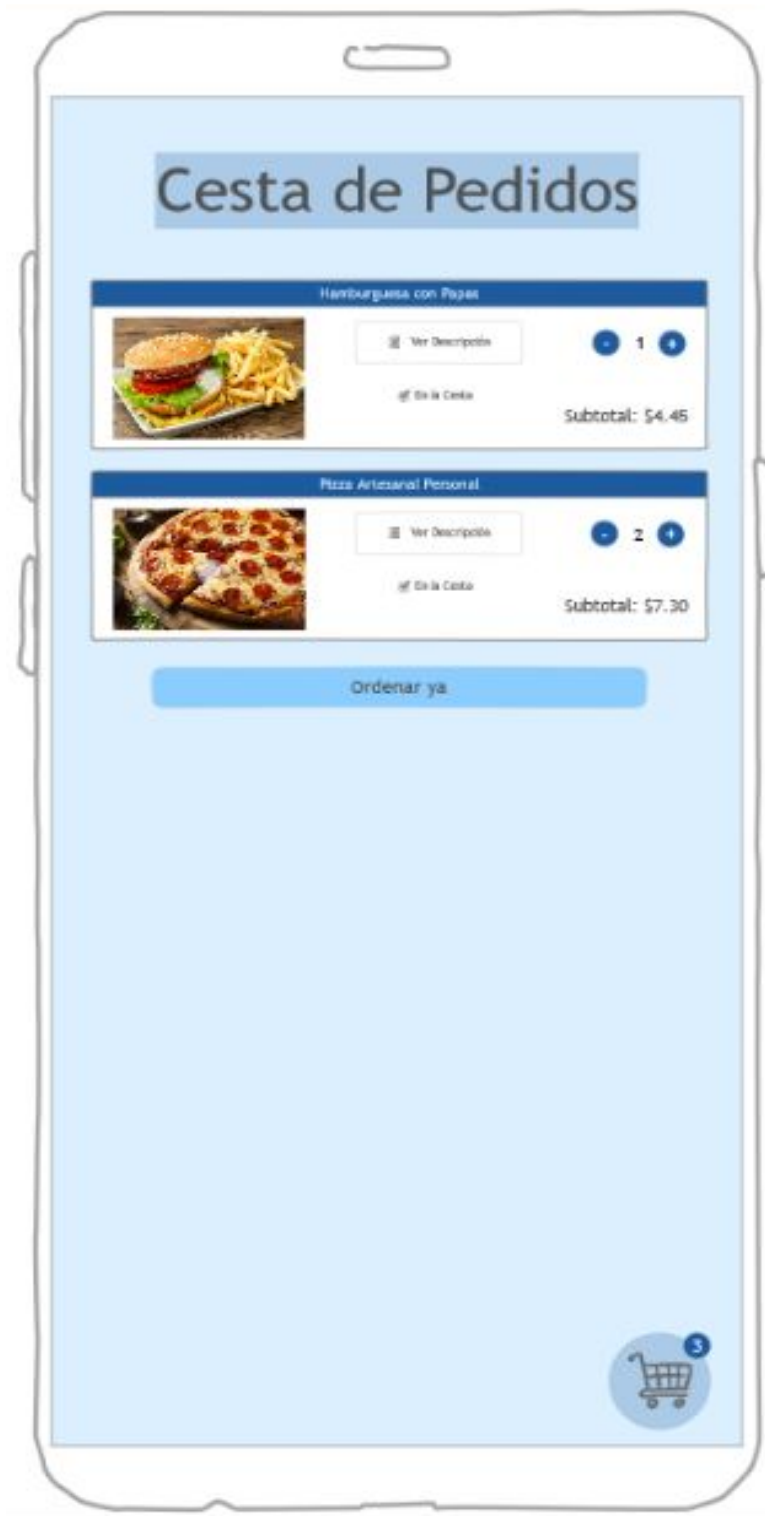 Cesta de Pedidos
Hamburguesa con Papas
Ver Descripción
- 1 +
En la Cesta
Subtotal: $4.45
Pizza Artesanal Personal
Ver Descripción
- 2 +
En la Cesta
Subtotal: $7.30
Ordenar ya
3